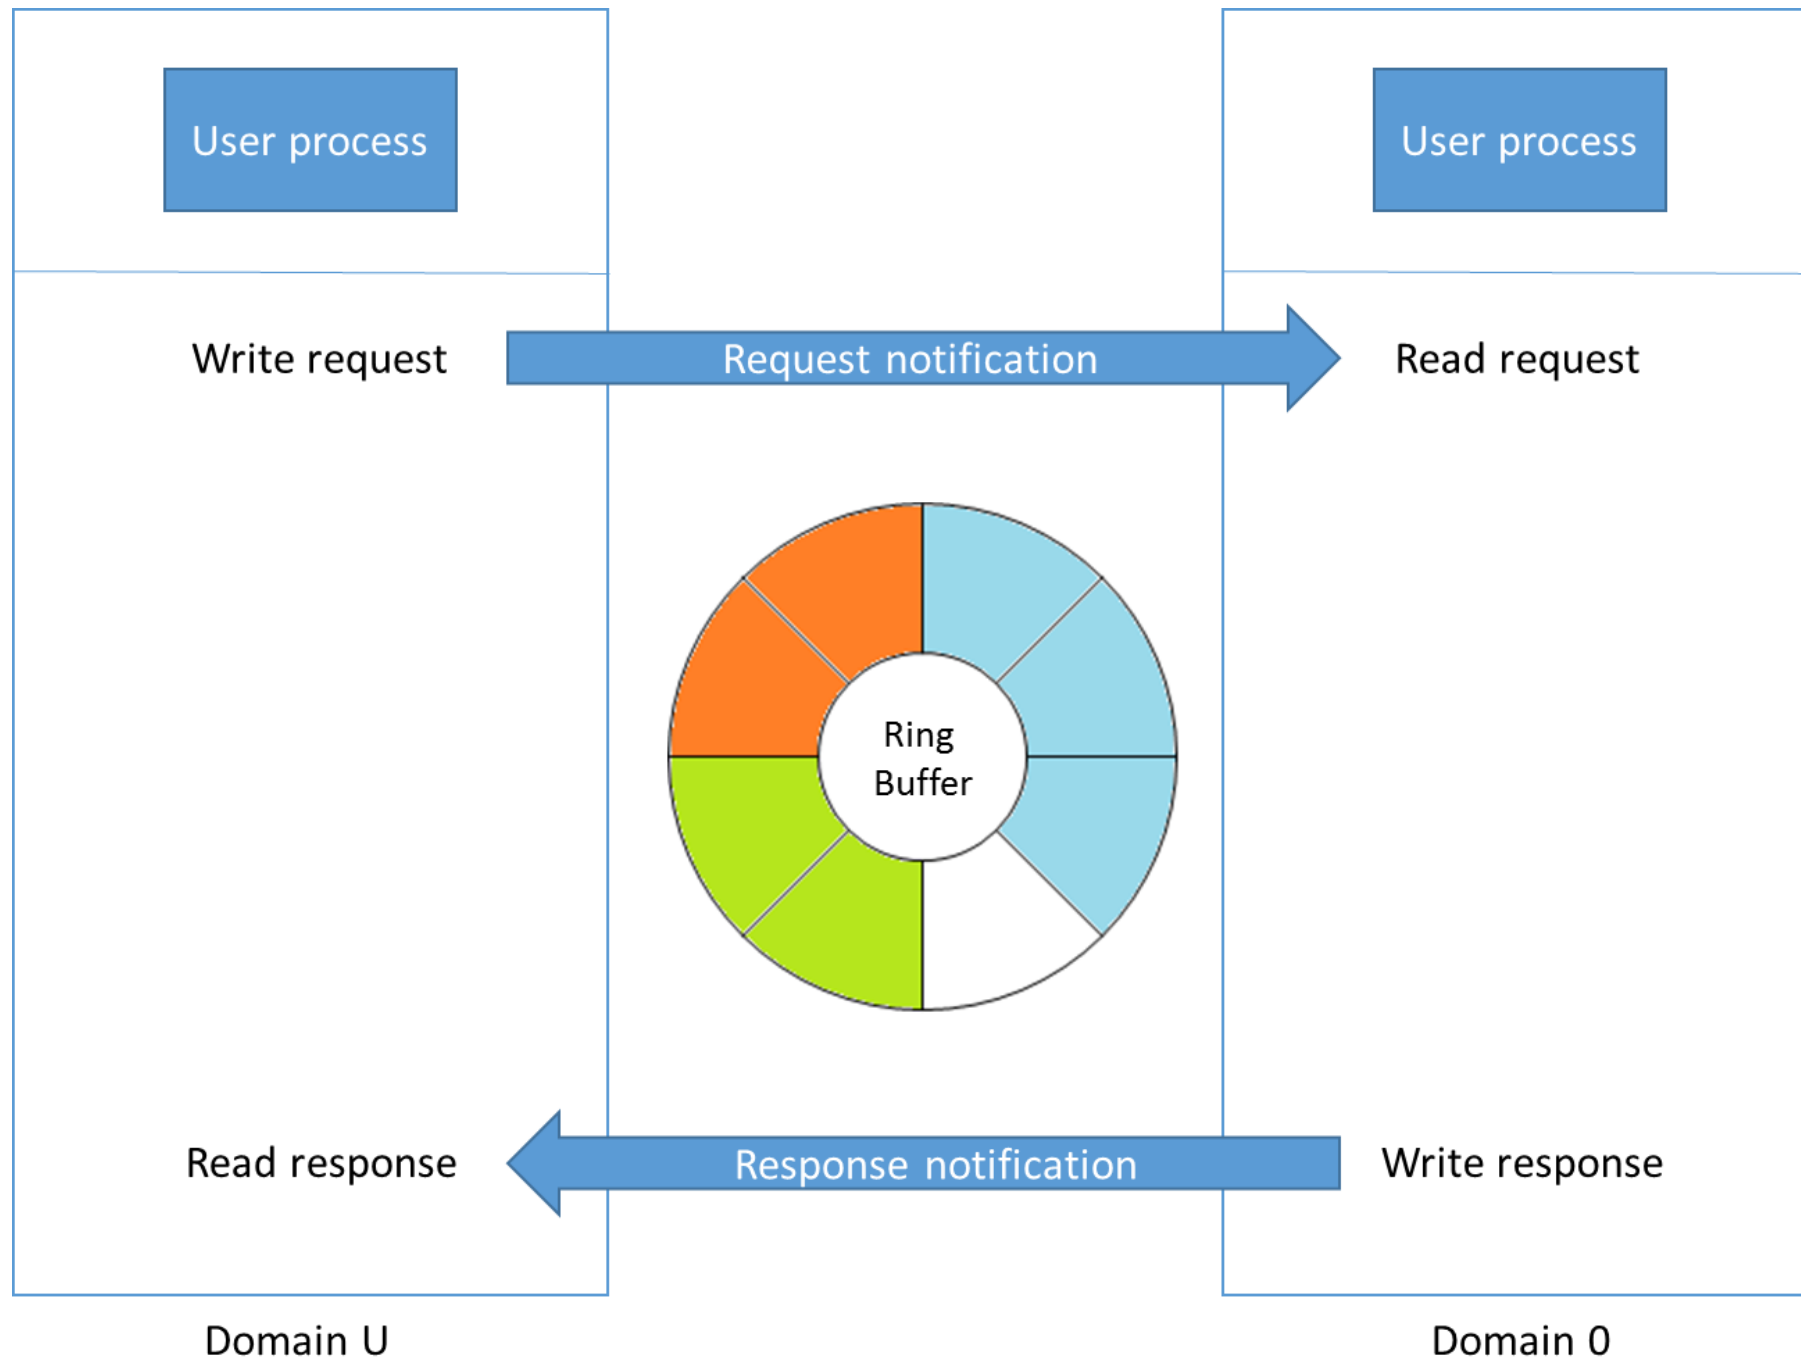 User process
User process
Write request
Request notification
Read request
Ring
Buffer
Read response
Response notification
Write response
Domain U
Domain 0